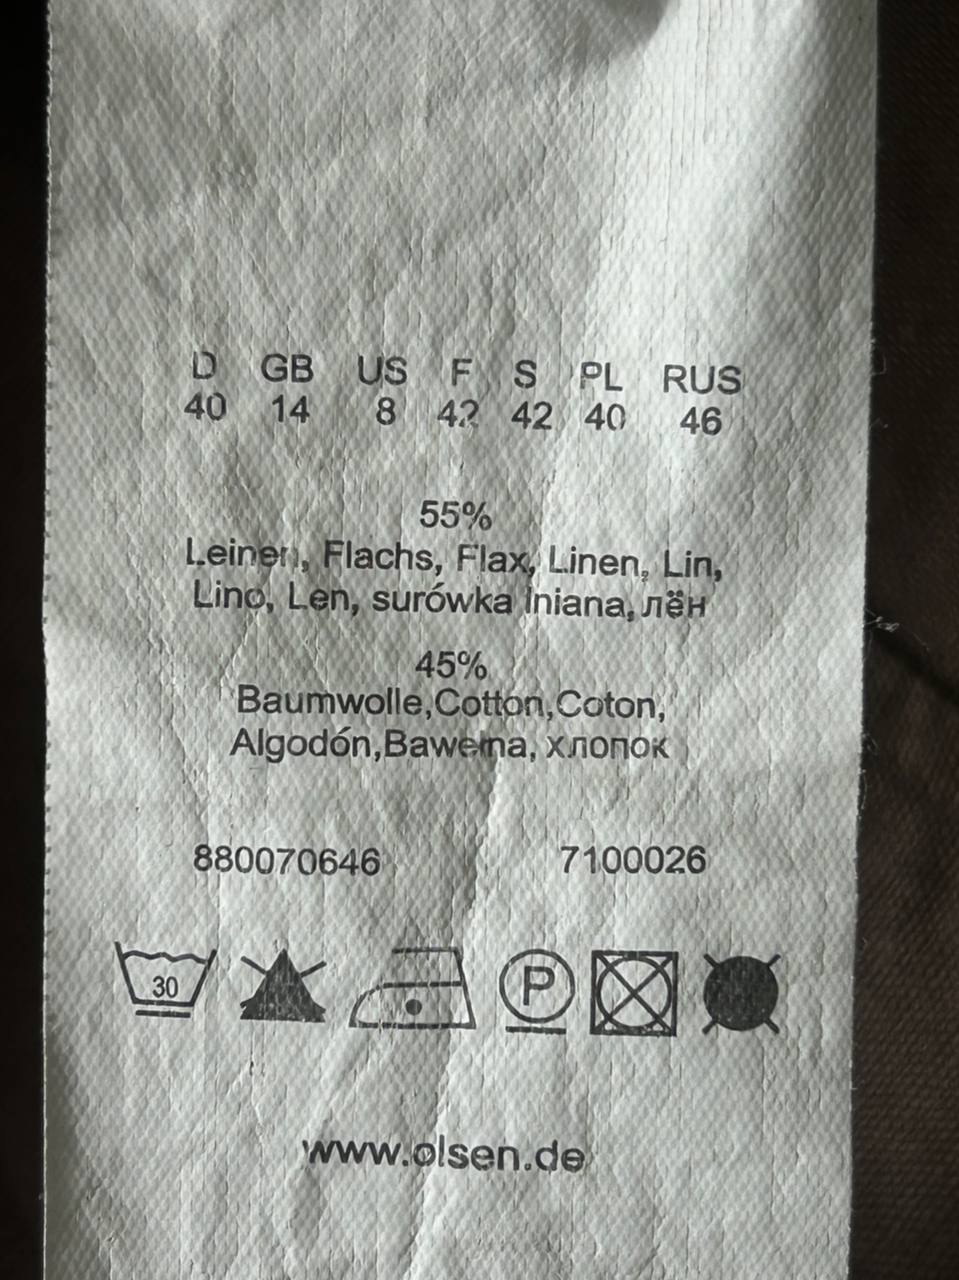 D GB US F S PL RUS
40 14 8 42 42 40 46
55%
Leinen, Flachs, Flax, Linen, Lin,
Lino, Len, surówka lniana, лён
45%
Baumwolle,Cotton,Coton,
Algodón,Bawełna, хлопок
880070646 7100026
30 P
www.olsen.de